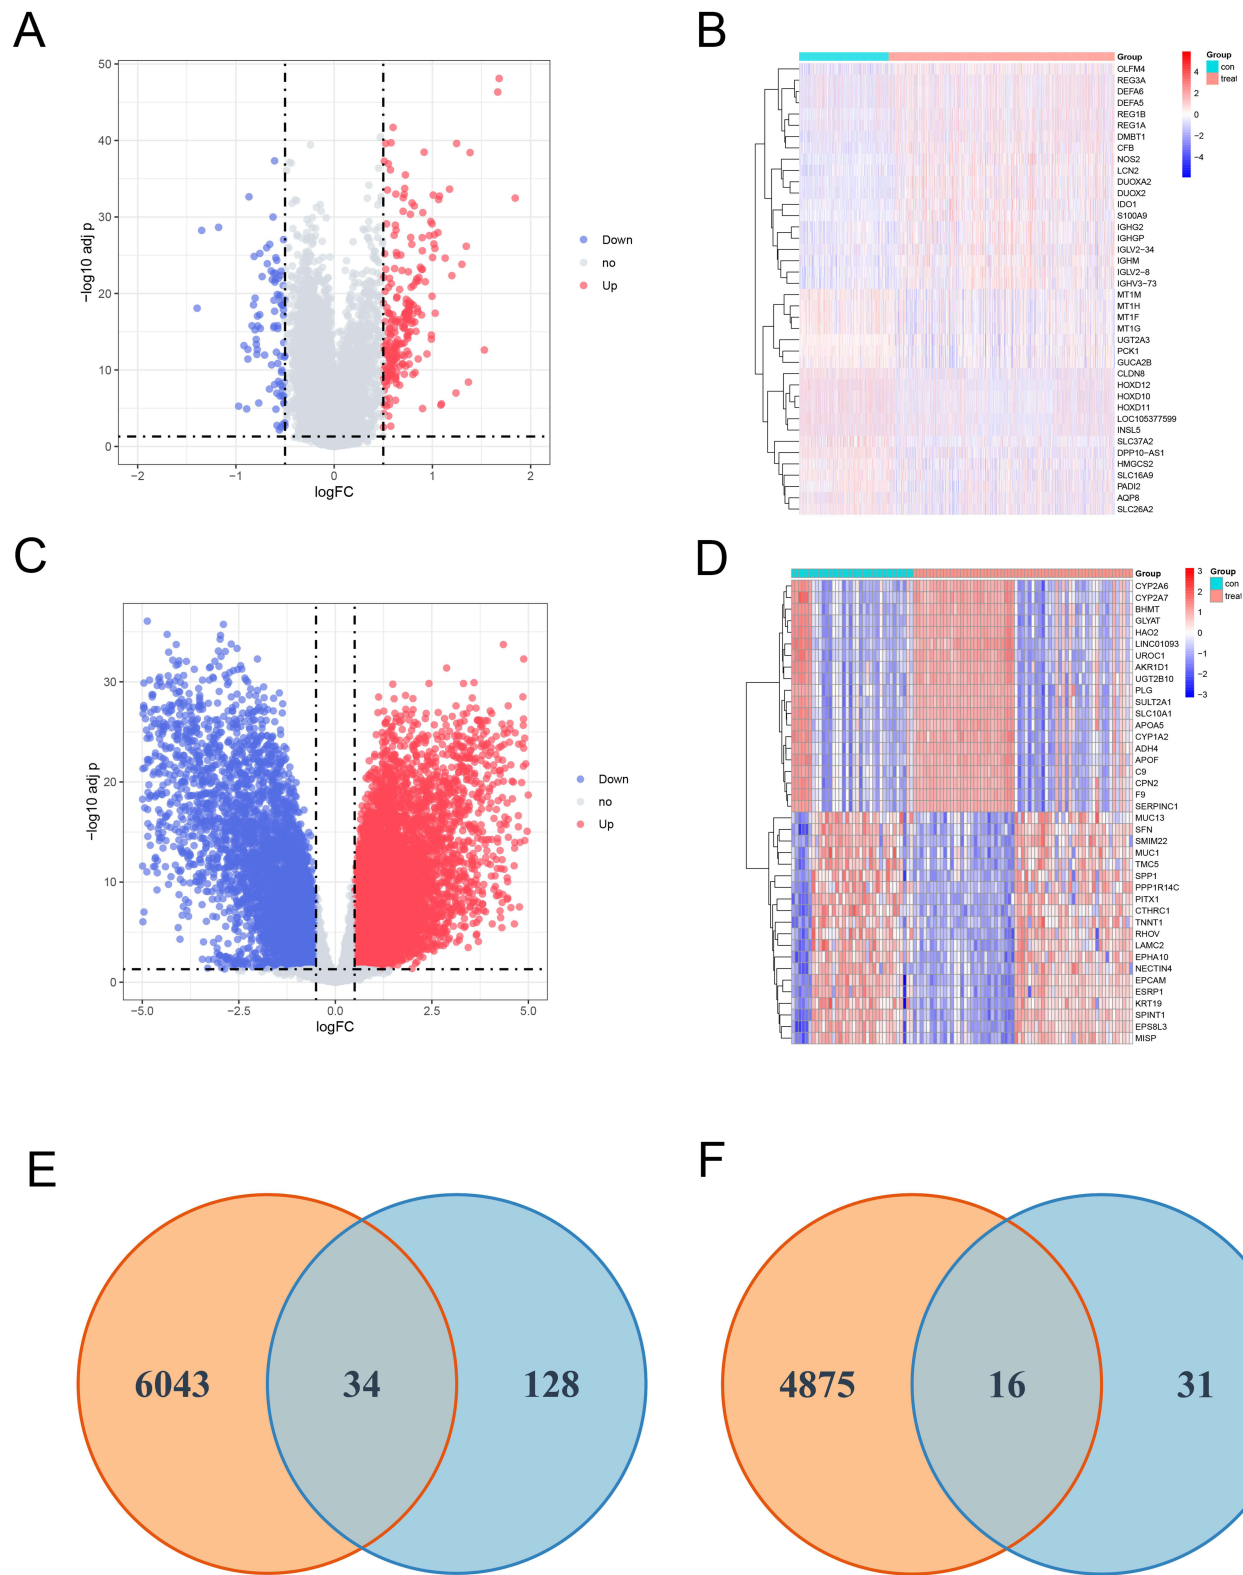 A
50
40
30
20
10
0
−log10 adj p
−2
−1
0
1
2
logFC
Down
no
Up
B
Group
OLFM4
REG3A
DEFA6
DEFA5
REG1B
REG1A
DMBT1
CFB
NOS2
LCN2
DUOXA2
DUOX2
IDO1
S100A9
IGHG2
IGHGP
IGLV2−34
IGHM
IGLV2−8
IGHV3−73
MT1M
MT1H
MT1F
MT1G
UGT2A3
PCK1
GUCA2B
CLDN8
HOXD12
HOXD10
HOXD11
LOC105377599
INSL5
SLC37A2
DPP10−AS1
HMGCS2
SLC16A9
PADI2
AQP8
SLC26A2
4
2
0
−2
−4
Group
con
treat
C
30
20
10
0
−log10 adj p
−5.0
−2.5
0.0
2.5
5.0
logFC
Down
no
Up
D
Group
CYP2A6
CYP2A7
BHMT
GLYAT
HAO2
LINC01093
UROC1
AKR1D1
UGT2B10
PLG
SULT2A1
SLC10A1
APOA5
CYP1A2
ADH4
APOF
C9
CPN2
F9
SERPINC1
MUC13
SFN
SMIM22
MUC1
TMC5
SPP1
PPP1R14C
PITX1
CTHRC1
TNNT1
RHOV
LAMC2
EPHA10
NECTIN4
EPCAM
ESRP1
KRT19
SPINT1
EPS8L3
MISP
3
2
1
0
−1
−2
−3
Group
con
treat
E
6043
34
128
F
4875
16
31